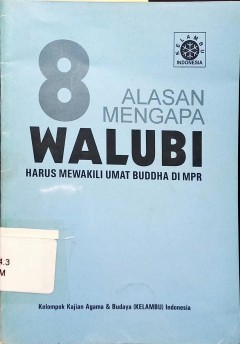 KELAMBU
INDONESIA
8 ALASAN
MENGAPA
WALUBI
HARUS MEWAKILI UMAT BUDDHA DI MPR
4.3
M
Kelompok Kajian Agama & Budaya (KELAMBU) Indonesia